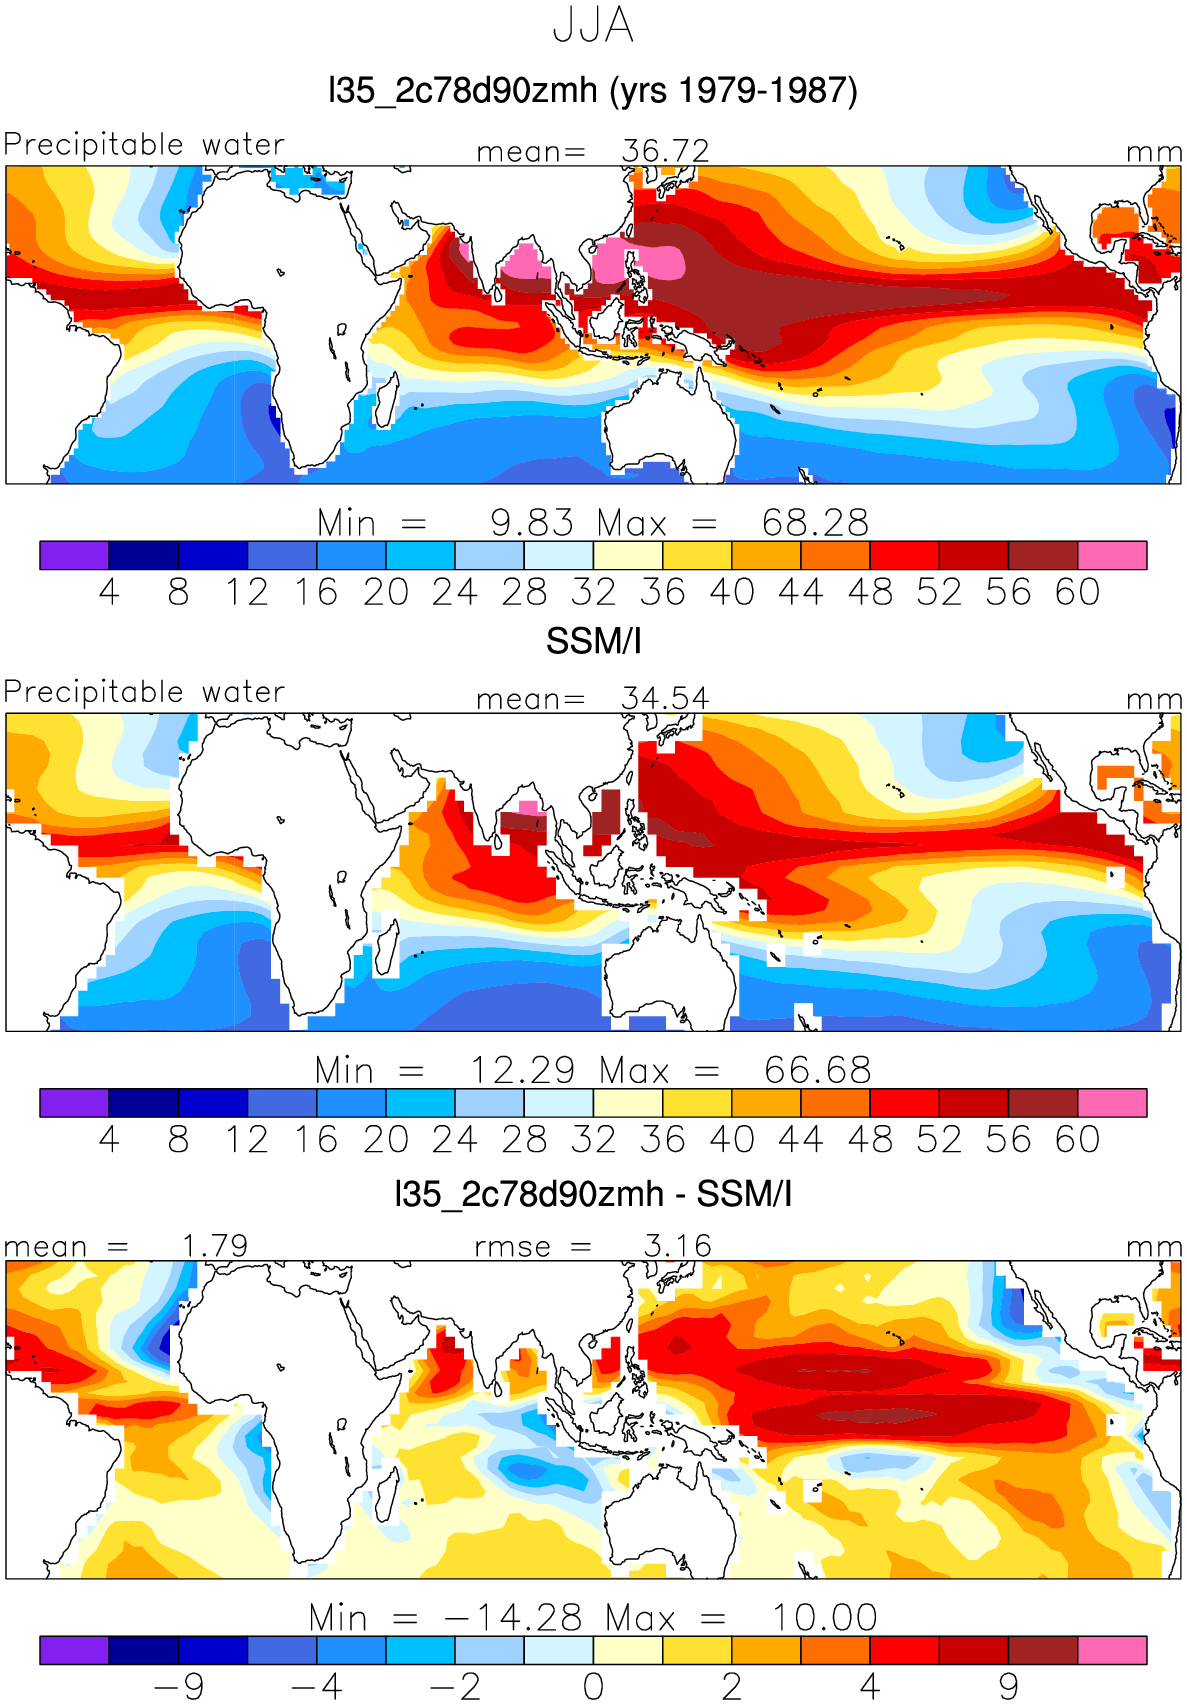 JJA
l35_2c78d90zmh (yrs 1979-1987)
Precipitable water mean= 36.72 mm
Min = 9.83 Max = 68.28
4 8 12 16 20 24 28 32 36 40 44 48 52 56 60
SSM/I
Precipitable water mean= 34.54 mm
Min = 12.29 Max = 66.68
4 8 12 16 20 24 28 32 36 40 44 48 52 56 60
l35_2c78d90zmh - SSM/I
mean = 1.79 rmse = 3.16 mm
Min = −14.28 Max = 10.00
−9 −4 −2 0 2 4 9